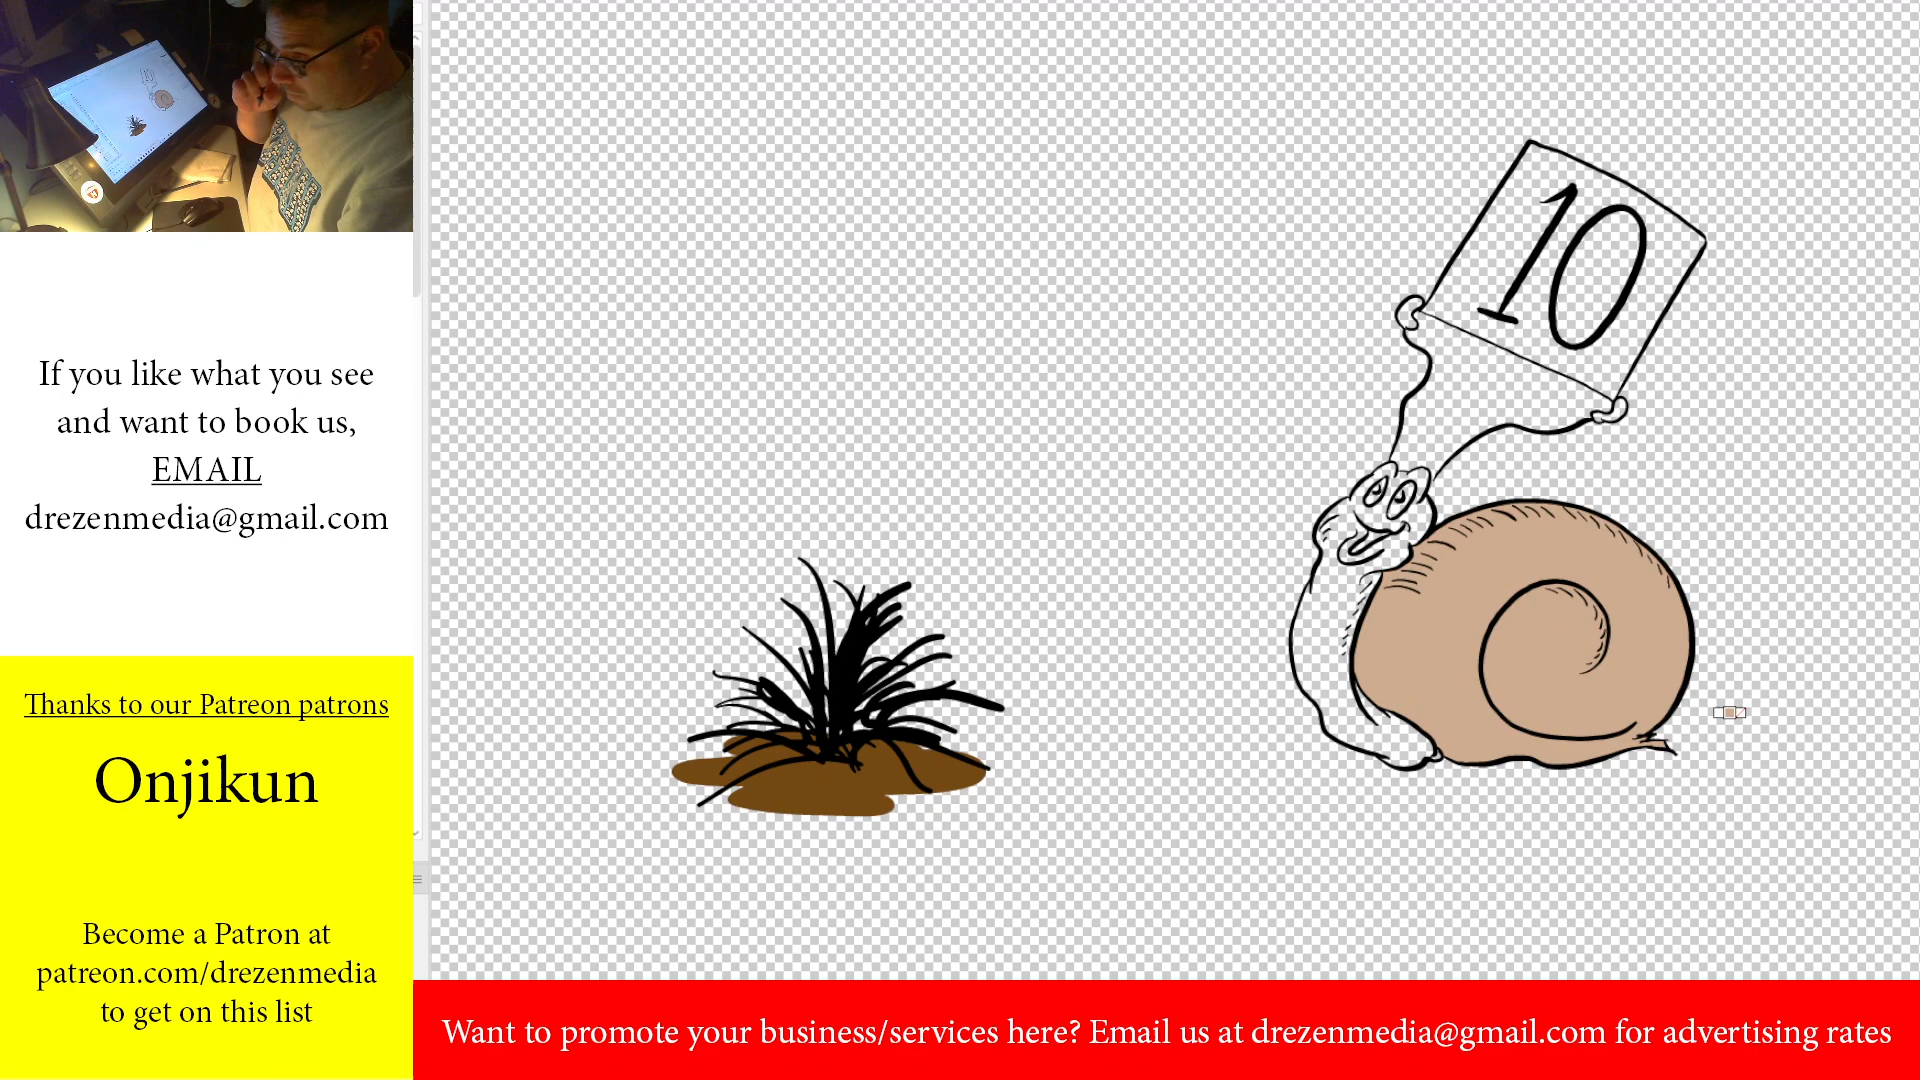 If you like what you see
and want to book us,
EMAIL
drezenmedia@gmail.com
Thanks to our Patreon patrons
Onjikun
Become a Patron at
patreon.com/drezenmedia
to get on this list
10
Want to promote your business/services here? Email us at drezenmedia@gmail.com for advertising rates